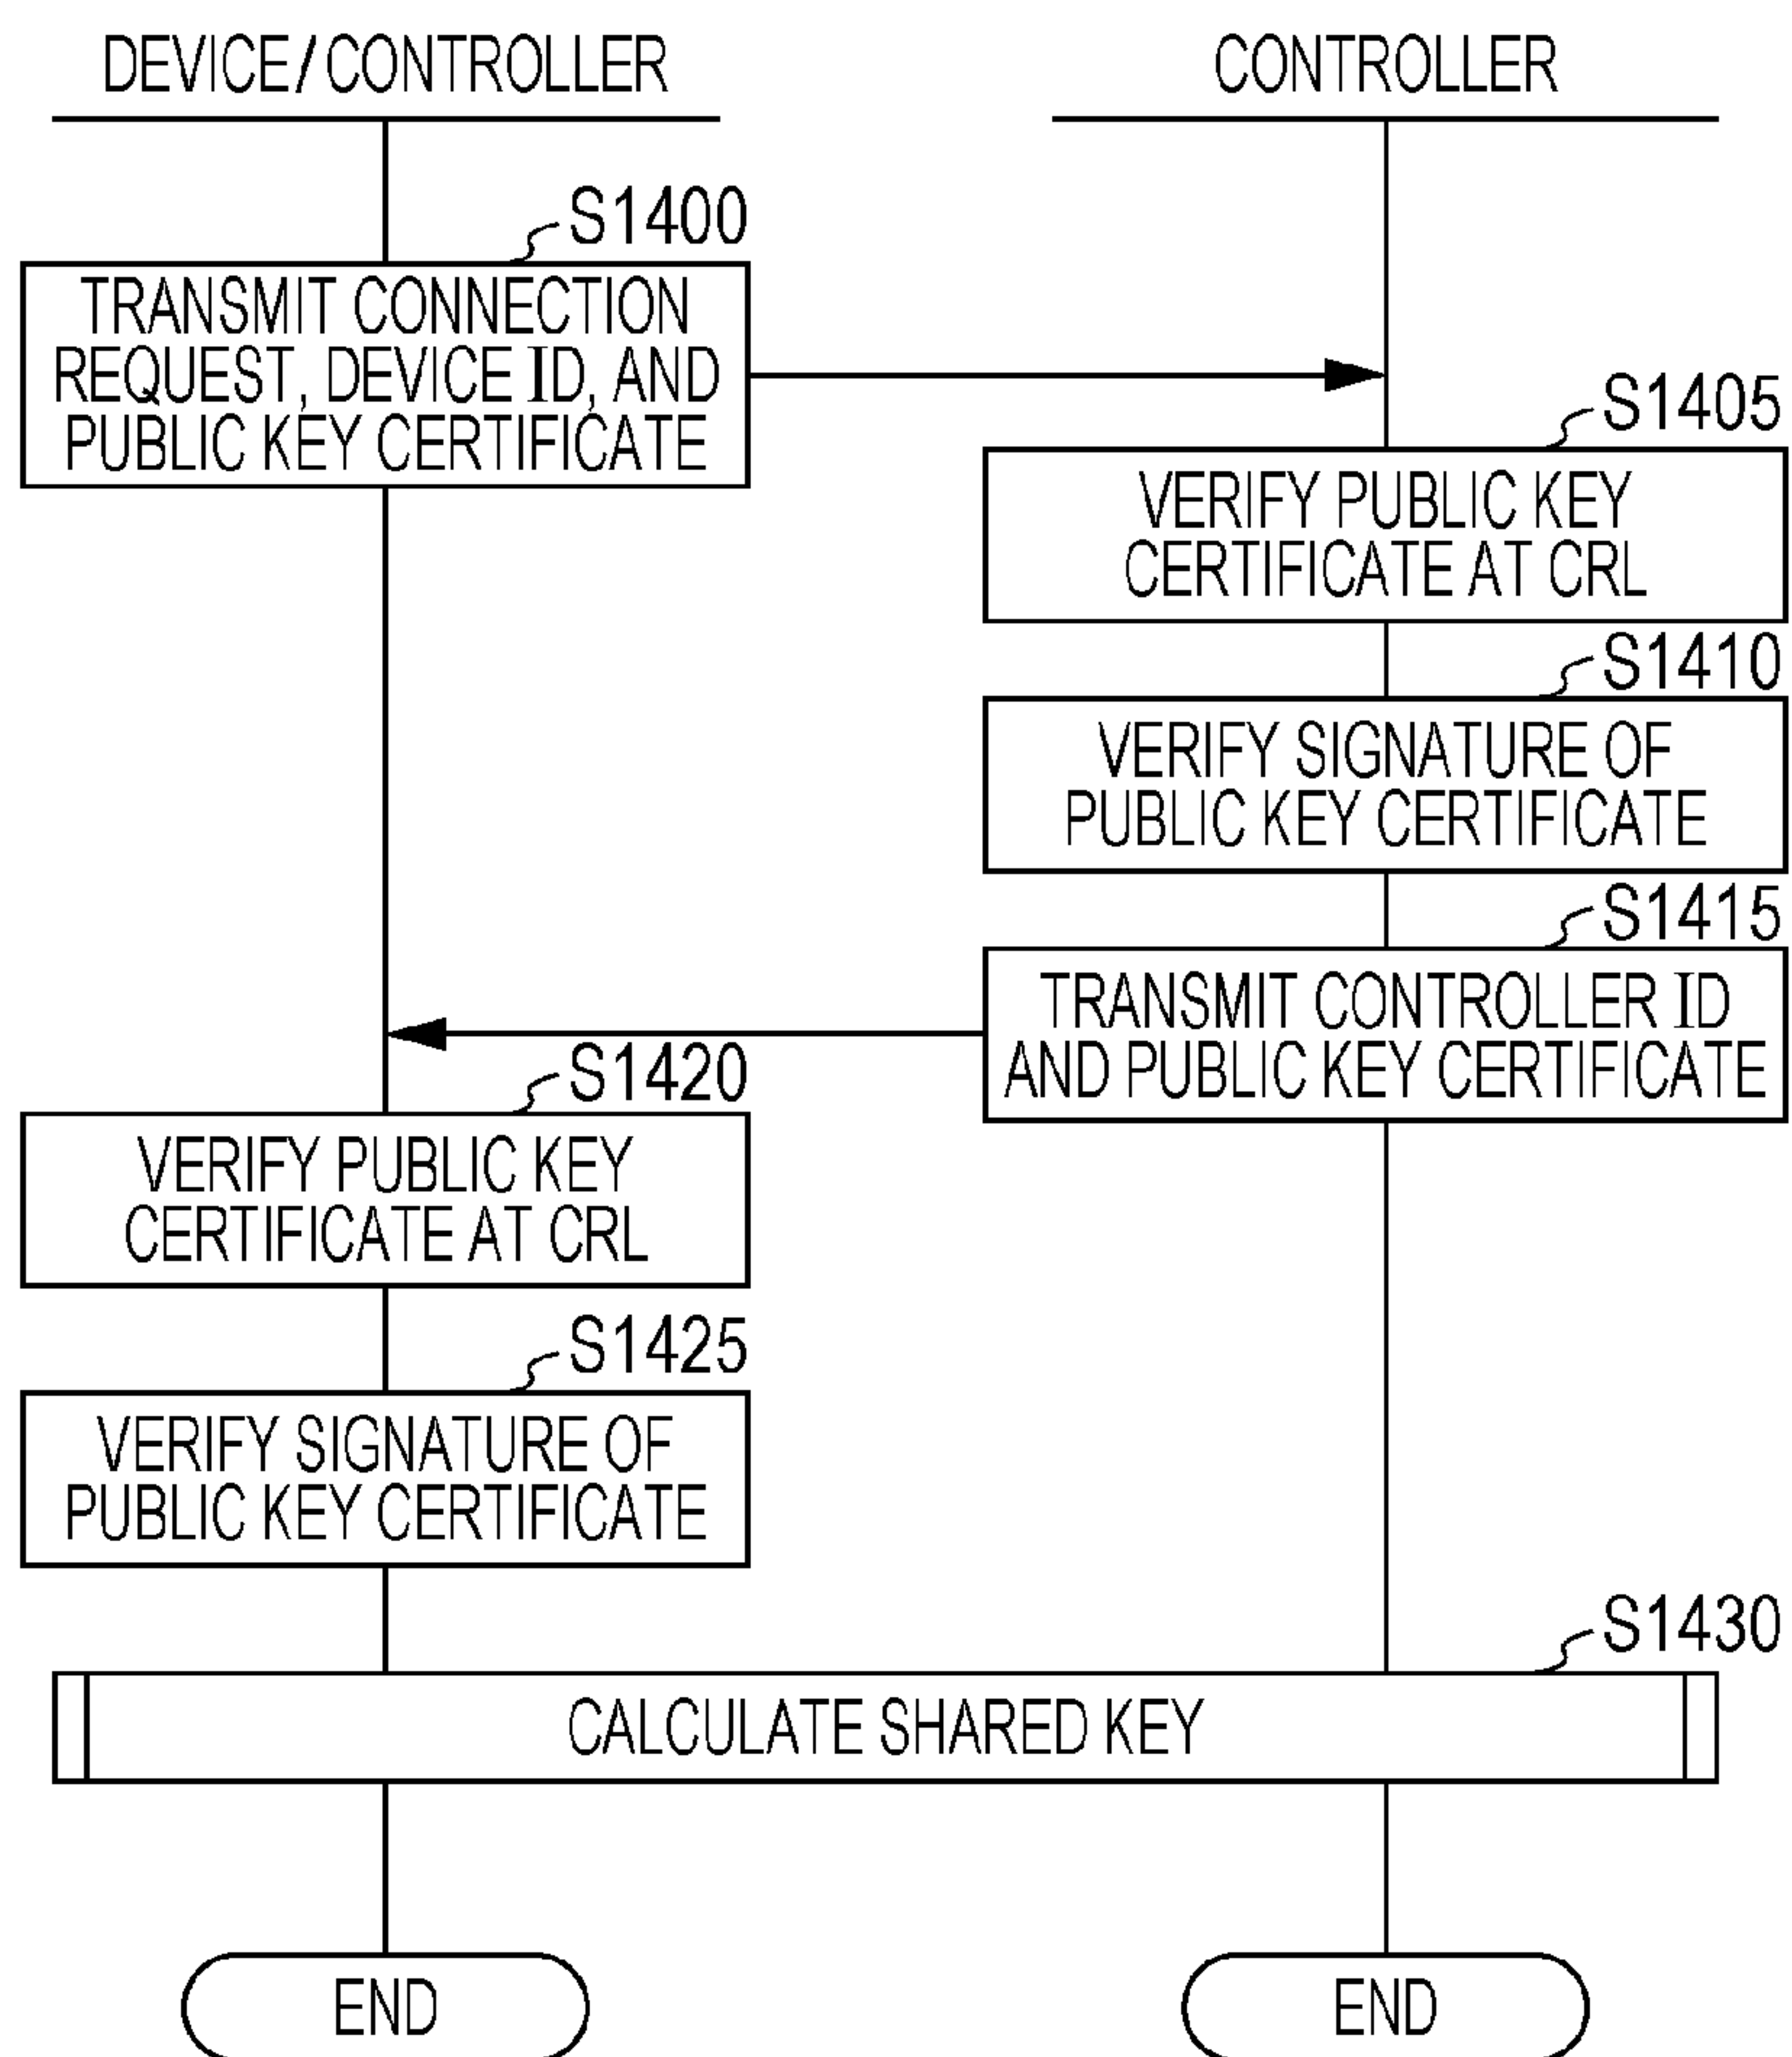 DEVICE/CONTROLLER
CONTROLLER
S1400
TRANSMIT CONNECTION
REQUEST, DEVICE ID, AND
PUBLIC KEY CERTIFICATE
S1405
VERIFY PUBLIC KEY
CERTIFICATE AT CRL
S1410
VERIFY SIGNATURE OF
PUBLIC KEY CERTIFICATE
S1415
TRANSMIT CONTROLLER ID
AND PUBLIC KEY CERTIFICATE
S1420
VERIFY PUBLIC KEY
CERTIFICATE AT CRL
S1425
VERIFY SIGNATURE OF
PUBLIC KEY CERTIFICATE
S1430
CALCULATE SHARED KEY
END
END